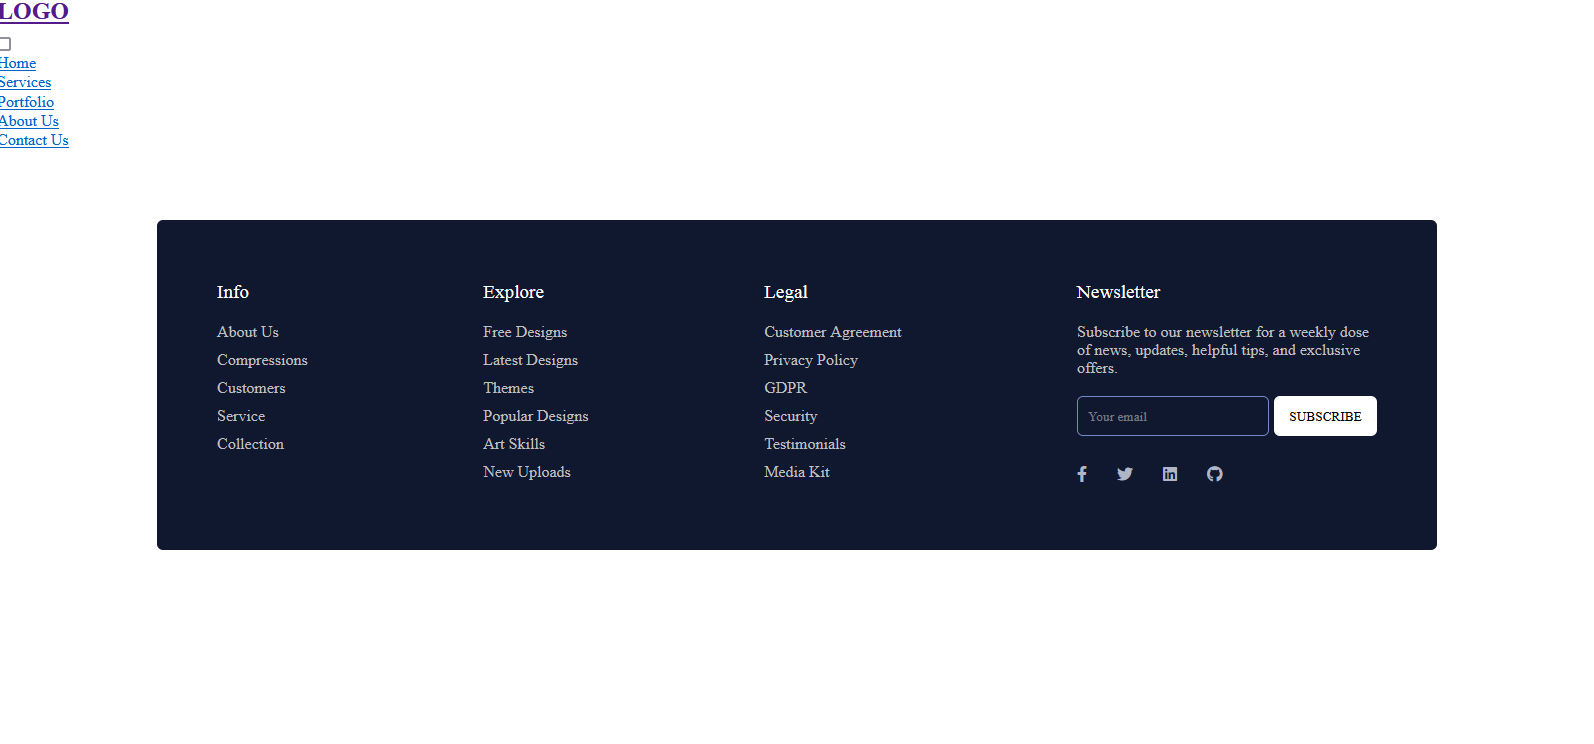 LOGO
Home
Services
Portfolio
About Us
Contact Us
Info
About Us
Compressions
Customers
Service
Collection
Explore
Free Designs
Latest Designs
Themes
Popular Designs
Art Skills
New Uploads
Legal
Customer Agreement
Privacy Policy
GDPR
Security
Testimonials
Media Kit
Newsletter
Subscribe to our newsletter for a weekly dose
of news, updates, helpful tips, and exclusive
offers.
Your email
SUBSCRIBE